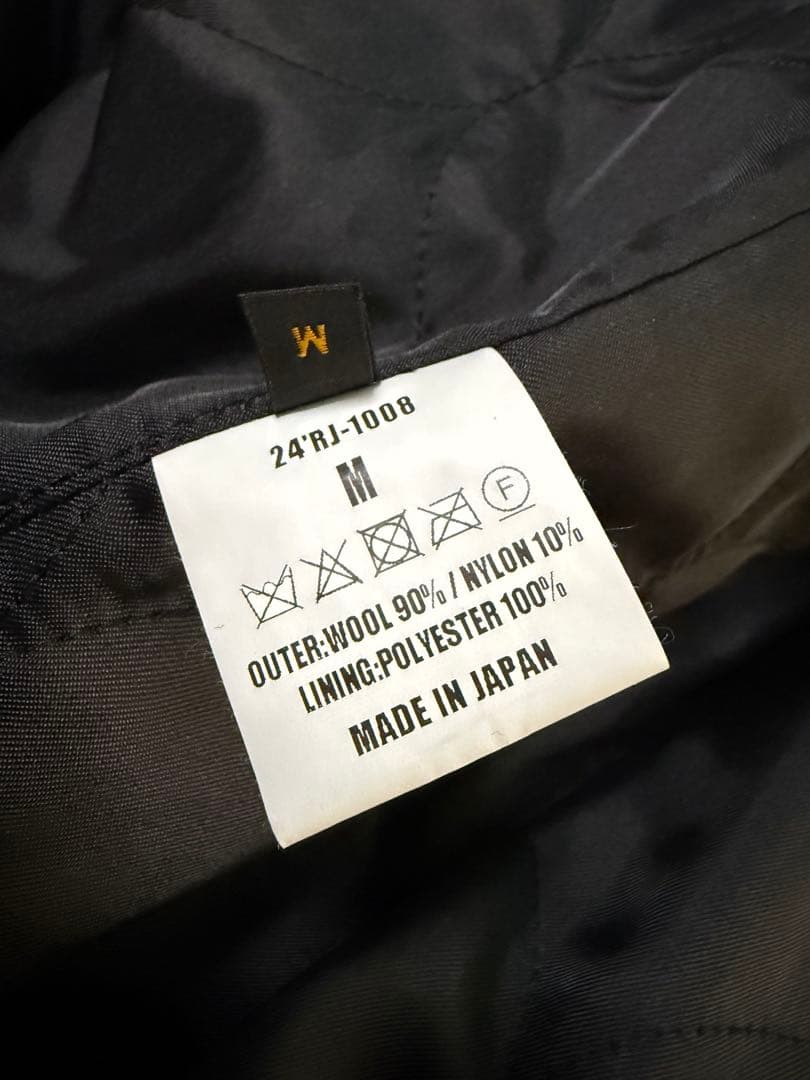 M
24'RJ-1008
M
F
OUTER:WOOL 90% / NYLON 10%
LINING:POLYESTER 100%
MADE IN JAPAN